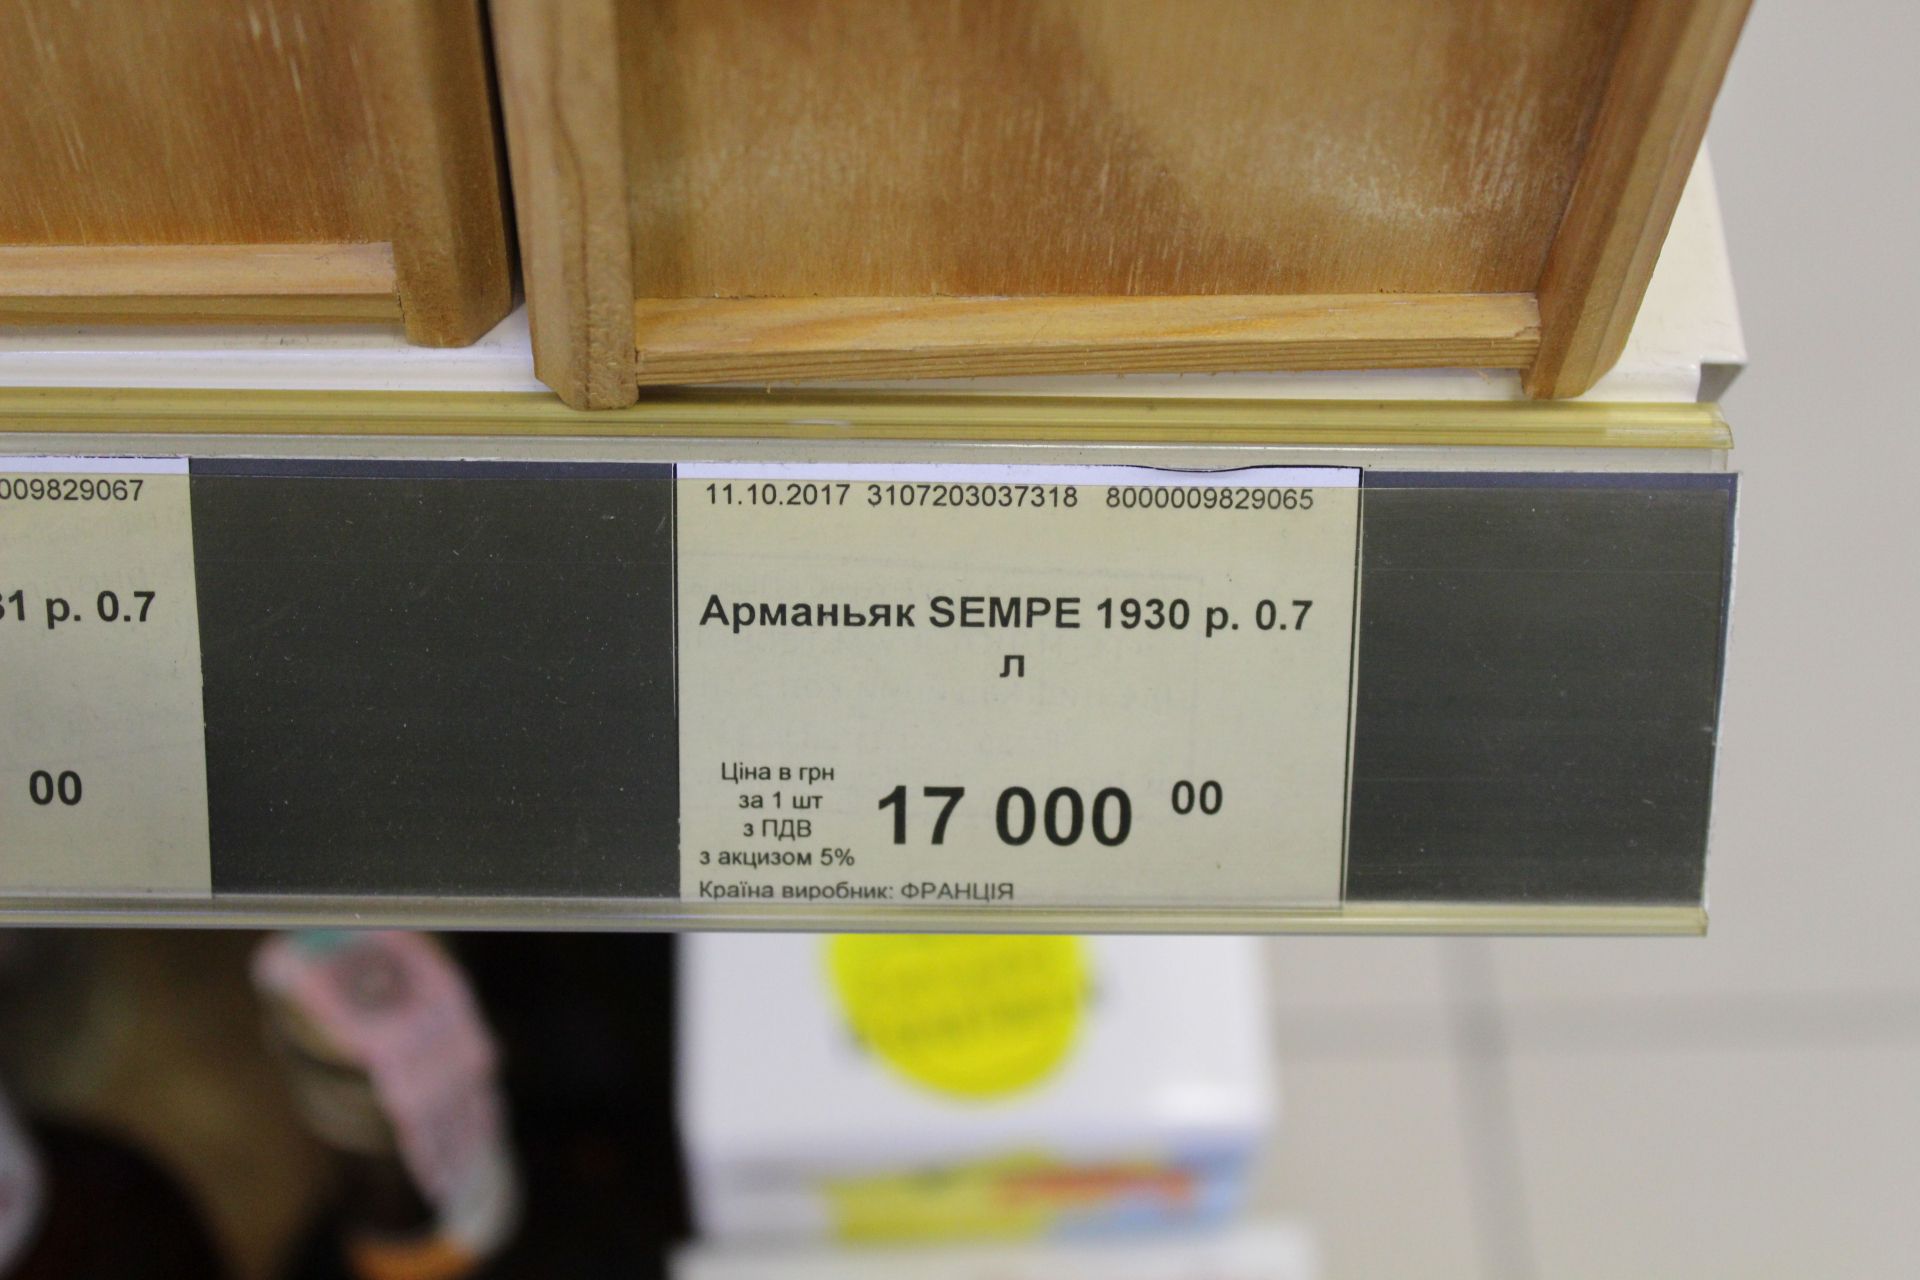 009829067
31 р. 0.7
00
11.10.2017 3107203037318 8000009829065
Арманьяк SEMPE 1930 р. 0.7
л
Ціна в грн
за 1 шт
з ПДВ
з акцизом 5%
17 000 00
Країна виробник: ФРАНЦІЯ